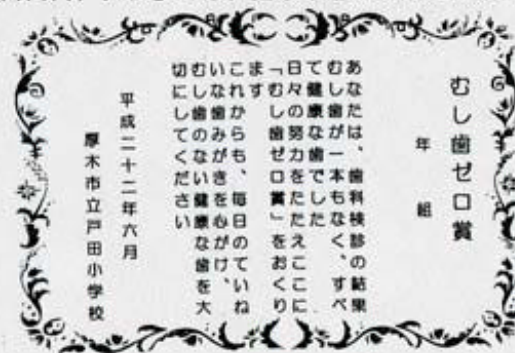 むし歯ゼロ賞
年　組
あなたは、歯科検診の結果
むし歯が一本もなく、すべ
て健康な歯でした
日々の努力をたたえここに
「むし歯ゼロ賞」をおくり
ます
これからも、毎日のていね
いな歯みがきを心がけ、
むし歯のない健康な歯を大
切にしてください
平成二十二年六月
厚木市立戸田小学校